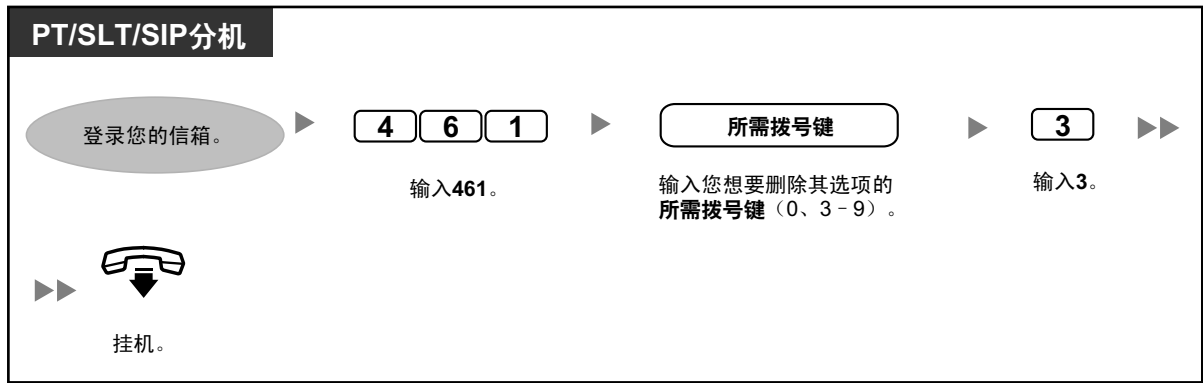 PT/SLT/SIP分机
登录您的信箱。
4 6 1
所需拨号键
3
输入461。
输入您想要删除其选项的
所需拨号键（0、3–9）。
输入3。
挂机。